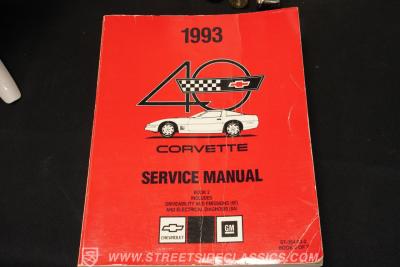 1993
40
CORVETTE
SERVICE MANUAL
BOOK 2
INCLUDES
DRIVEABILITY AND EMISSIONS (6E)
AND ELECTRICAL DIAGNOSIS (8A)
CHEVROLET
GM
WWW.STREETSIDECLASSICS.COM